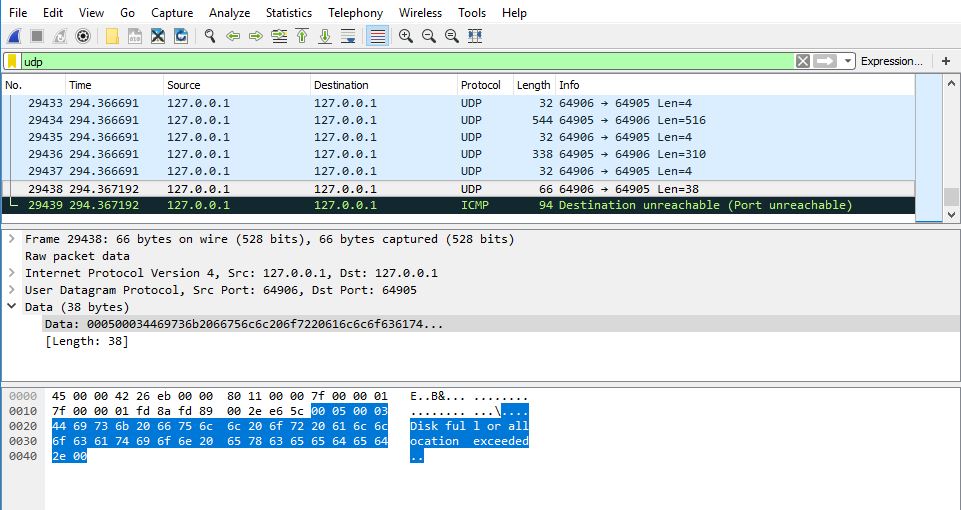 File Edit View Go Capture Analyze Statistics Telephony Wireless Tools Help
udp Expression... +
No. Time Source Destination Protocol Length Info
29433 294.366691 127.0.0.1 127.0.0.1 UDP 32 64906 → 64905 Len=4
29434 294.366691 127.0.0.1 127.0.0.1 UDP 544 64905 → 64906 Len=516
29435 294.366691 127.0.0.1 127.0.0.1 UDP 32 64906 → 64905 Len=4
29436 294.366691 127.0.0.1 127.0.0.1 UDP 338 64905 → 64906 Len=310
29437 294.366691 127.0.0.1 127.0.0.1 UDP 32 64906 → 64905 Len=4
29438 294.367192 127.0.0.1 127.0.0.1 UDP 66 64906 → 64905 Len=38
29439 294.367192 127.0.0.1 127.0.0.1 ICMP 94 Destination unreachable (Port unreachable)
Frame 29438: 66 bytes on wire (528 bits), 66 bytes captured (528 bits)
Raw packet data
Internet Protocol Version 4, Src: 127.0.0.1, Dst: 127.0.0.1
User Datagram Protocol, Src Port: 64906, Dst Port: 64905
Data (38 bytes)
Data: 000500034469736b2066756c6c206f7220616c6c6f636174...
[Length: 38]
0000 45 00 00 42 26 eb 00 00 80 11 00 00 7f 00 00 01 E..B&... ........
0010 7f 00 00 01 fd 8a fd 89 00 2e e6 5c 00 05 00 03 ........ ...\....
0020 44 69 73 6b 20 66 75 6c 6c 20 6f 72 20 61 6c 6c Disk ful l or all
0030 6f 63 61 74 69 6f 6e 20 65 78 63 65 65 64 65 64 ocation exceeded
0040 2e 00 ..